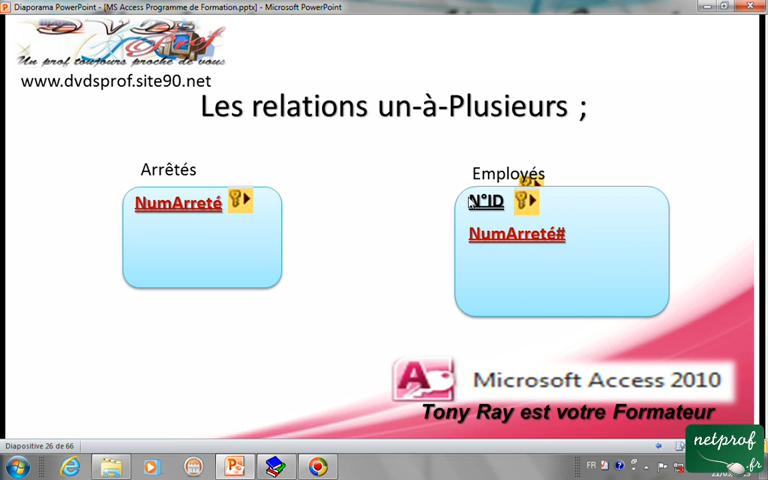 Diaporama PowerPoint - [MS Access Programme de Formation.pptx] - Microsoft PowerPoint
Un prof toujours proche de vous
www.dvdsprof.site90.net
Les relations un-à-Plusieurs ;
Arrêtés
Employés
NumArreté
N°ID
NumArreté#
Microsoft Access 2010
Tony Ray est votre Formateur
Diapositive 26 de 66
netprof
.fr
FR